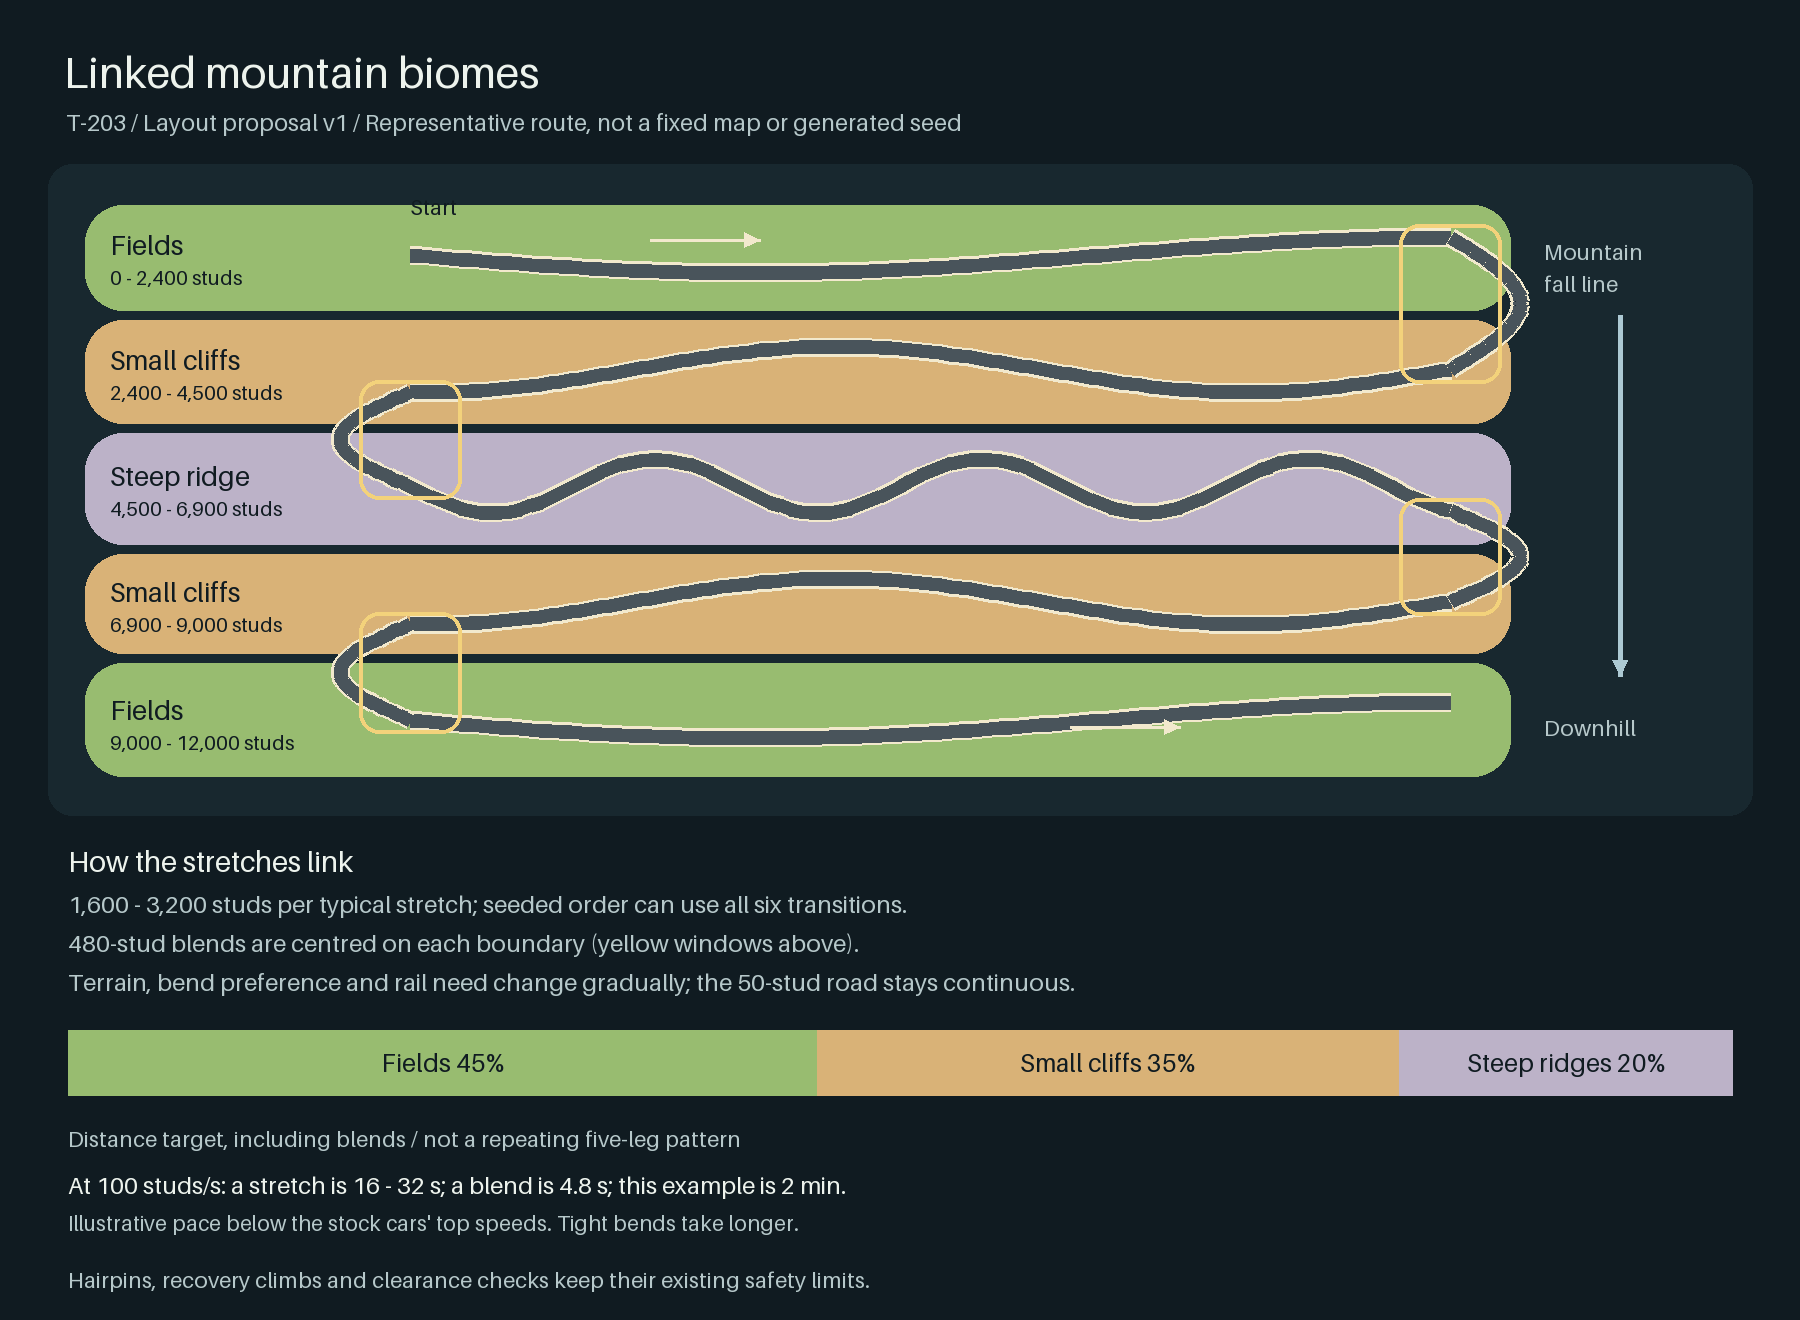 Linked mountain biomes
T-203 / Layout proposal v1 / Representative route, not a fixed map or generated seed
Start
Fields
0 - 2,400 studs
Mountain
fall line
Small cliffs
2,400 - 4,500 studs
Steep ridge
4,500 - 6,900 studs
Small cliffs
6,900 - 9,000 studs
Fields
9,000 - 12,000 studs
Downhill
How the stretches link
1,600 - 3,200 studs per typical stretch; seeded order can use all six transitions.
480-stud blends are centred on each boundary (yellow windows above).
Terrain, bend preference and rail need change gradually; the 50-stud road stays continuous.
Fields 45%
Small cliffs 35%
Steep ridges 20%
Distance target, including blends / not a repeating five-leg pattern
At 100 studs/s: a stretch is 16 - 32 s; a blend is 4.8 s; this example is 2 min.
Illustrative pace below the stock cars' top speeds. Tight bends take longer.
Hairpins, recovery climbs and clearance checks keep their existing safety limits.